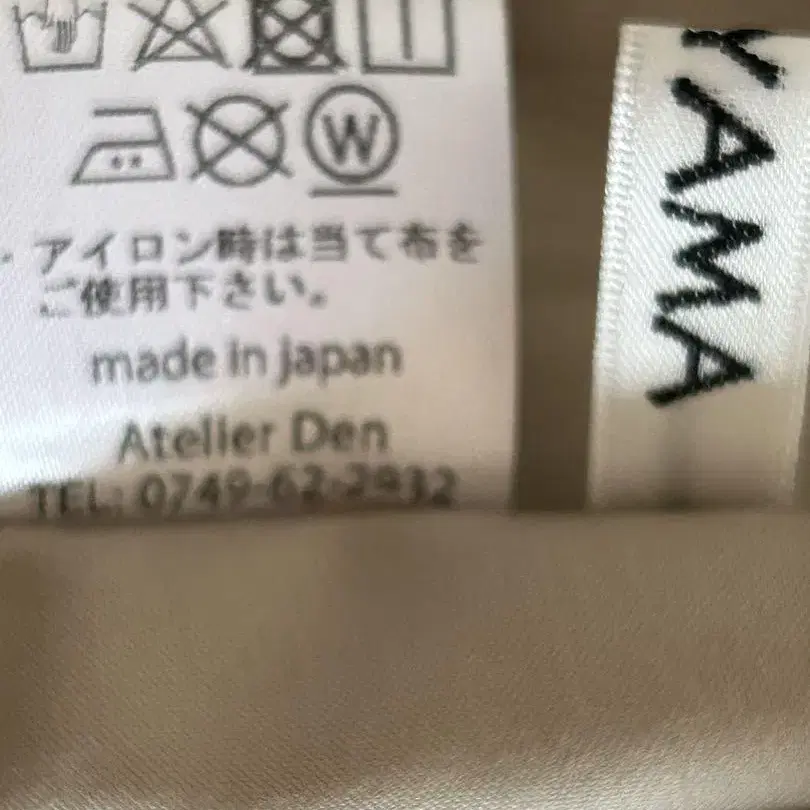 W
・アイロン時は当て布を
ご使用下さい。
made in japan
Atelier Den
TEL: 0749-62-2932
YAMA